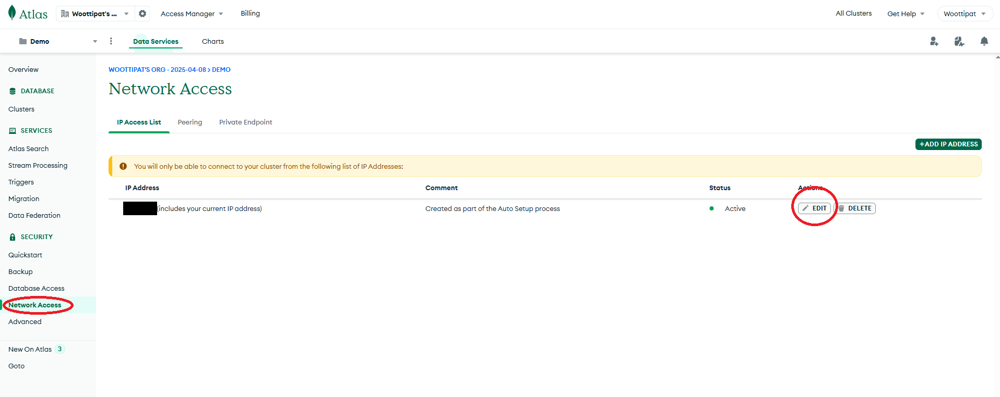 Atlas Woottipat's ... Access Manager Billing All Clusters Get Help Woottipat
Demo Data Services Charts
Overview
DATABASE
Clusters
SERVICES
Atlas Search
Stream Processing
Triggers
Migration
Data Federation
SECURITY
Quickstart
Backup
Database Access
Network Access
Advanced
New On Atlas 3
Goto
WOOTTIPAT'S ORG - 2025-04-08 > DEMO
Network Access
IP Access List Peering Private Endpoint
+ADD IP ADDRESS
You will only be able to connect to your cluster from the following list of IP Addresses:
IP Address Comment Status Actions
(includes your current IP address) Created as part of the Auto Setup process Active EDIT DELETE